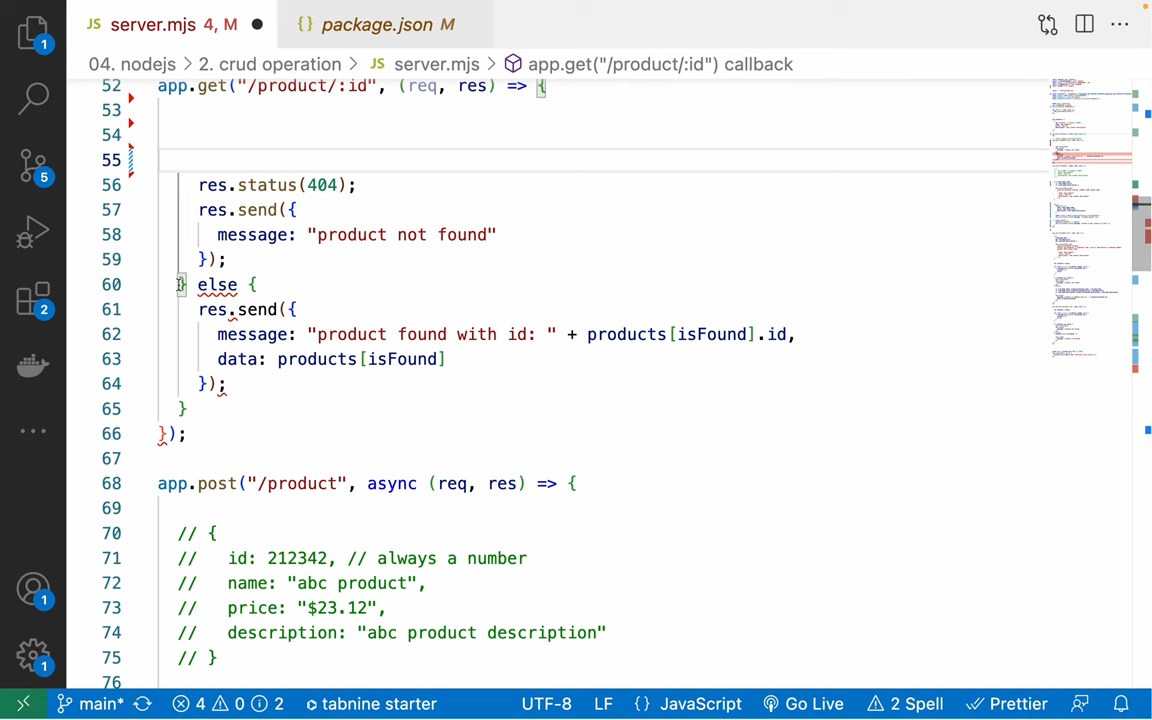 JS server.mjs 4, M ● {} package.json M
04. nodejs > 2. crud operation > JS server.mjs > app.get("/product/:id") callback
52 app.get("/product/:id", (req, res) => {
53
54
55
56 res.status(404);
57 res.send({
58 message: "product not found"
59 });
60 } else {
61 res.send({
62 message: "product found with id: " + products[isFound].id,
63 data: products[isFound]
64 });
65 }
66 });
67
68 app.post("/product", async (req, res) => {
69
70 // {
71 // id: 212342, // always a number
72 // name: "abc product",
73 // price: "$23.12",
74 // description: "abc product description"
75 // }
76
1
5
2
1
1
main* 4 0 2 tabnine starter UTF-8 LF {} JavaScript Go Live 2 Spell Prettier